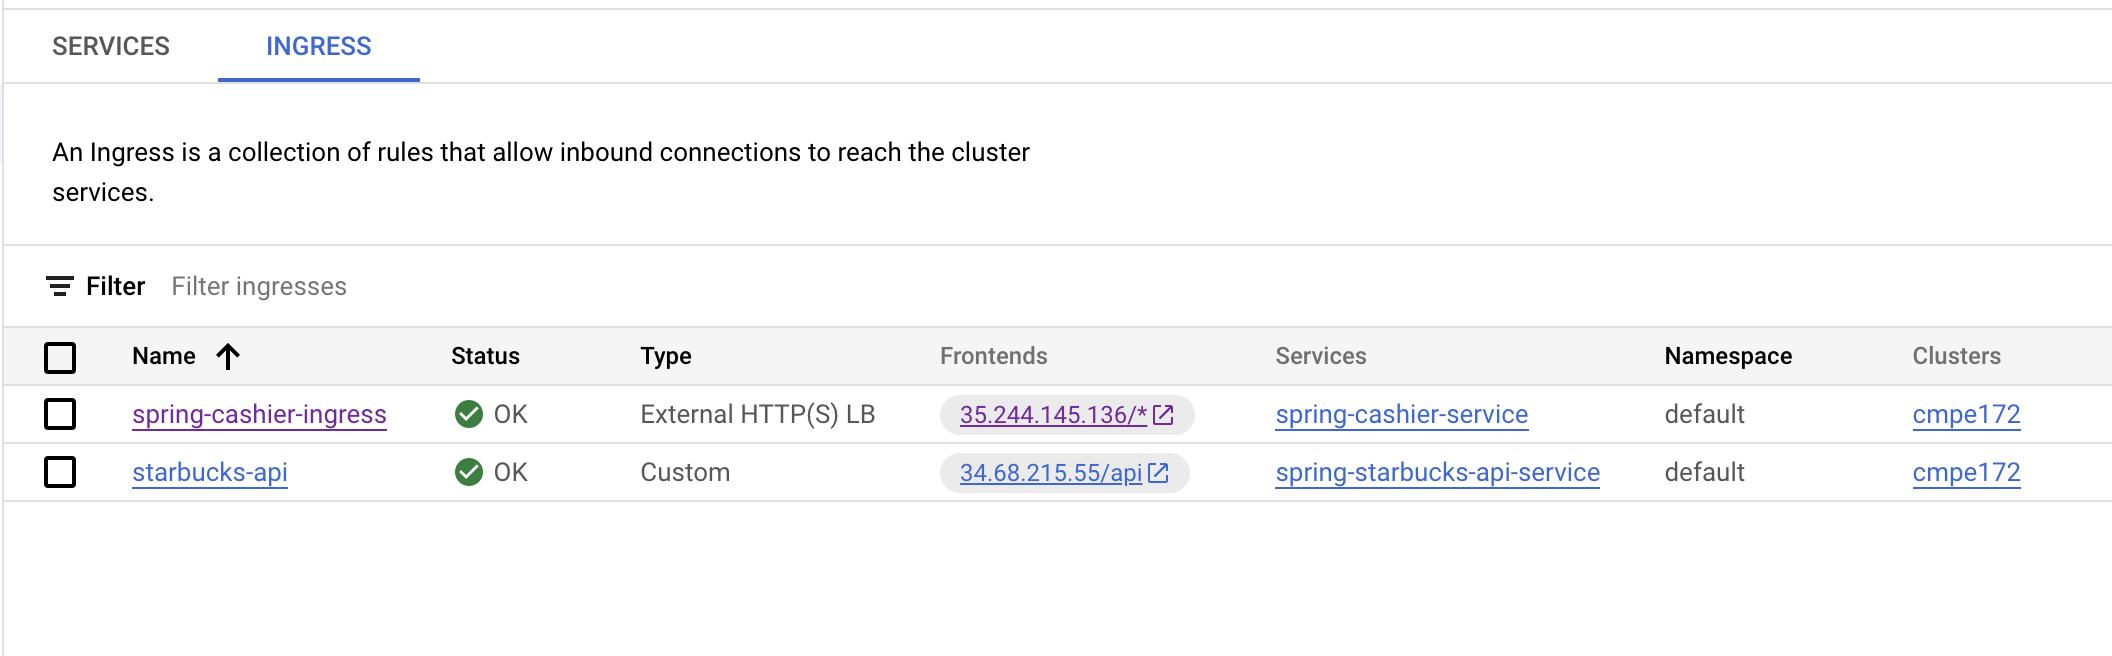 SERVICES INGRESS
An Ingress is a collection of rules that allow inbound connections to reach the cluster
services.
Filter Filter ingresses
Name Status Type Frontends Services Namespace Clusters
spring-cashier-ingress OK External HTTP(S) LB 35.244.145.136/* spring-cashier-service default cmpe172
starbucks-api OK Custom 34.68.215.55/api spring-starbucks-api-service default cmpe172